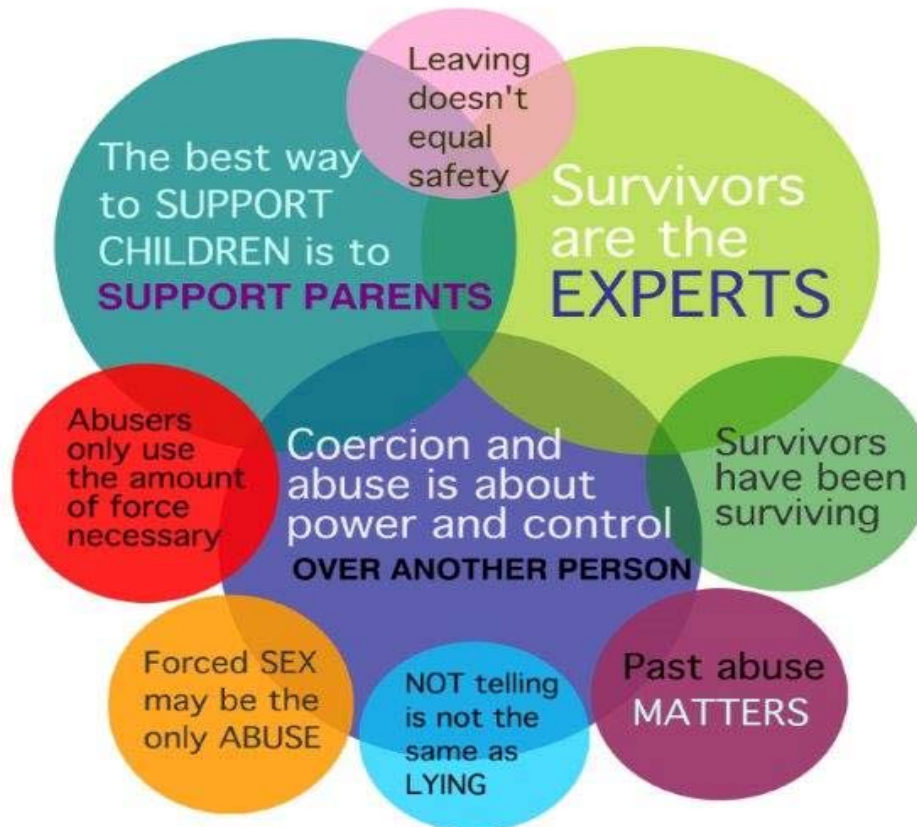 Leaving
doesn't
equal
safety
The best way
to SUPPORT
CHILDREN is to
SUPPORT PARENTS
Survivors
are the
EXPERTS
Abusers
only use
the amount
of force
necessary
Coercion and
abuse is about
power and control
OVER ANOTHER PERSON
Survivors
have been
surviving
Forced SEX
may be the
only ABUSE
NOT telling
is not the
same as
LYING
Past abuse
MATTERS